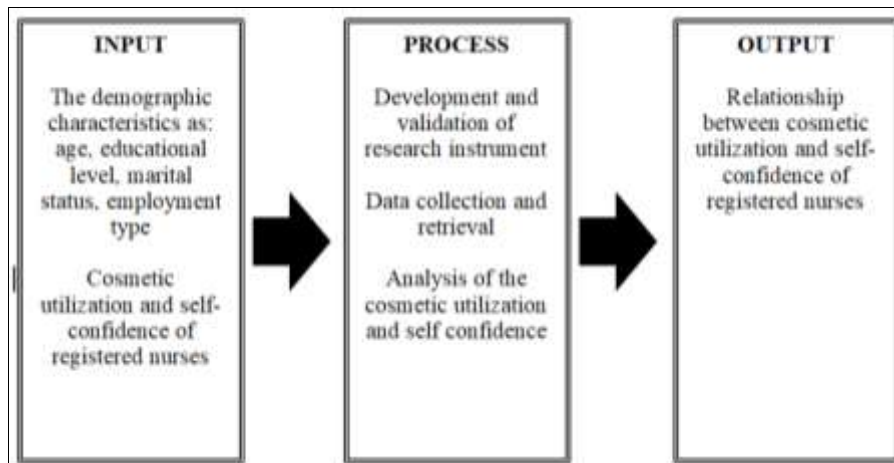 INPUT
The demographic
characteristics as:
age, educational
level, marital
status, employment
type
Cosmetic
utilization and self-
confidence of
registered nurses
PROCESS
Development and
validation of
research instrument
Data collection and
retrieval
Analysis of the
cosmetic utilization
and self confidence
OUTPUT
Relationship
between cosmetic
utilization and self-
confidence of
registered nurses